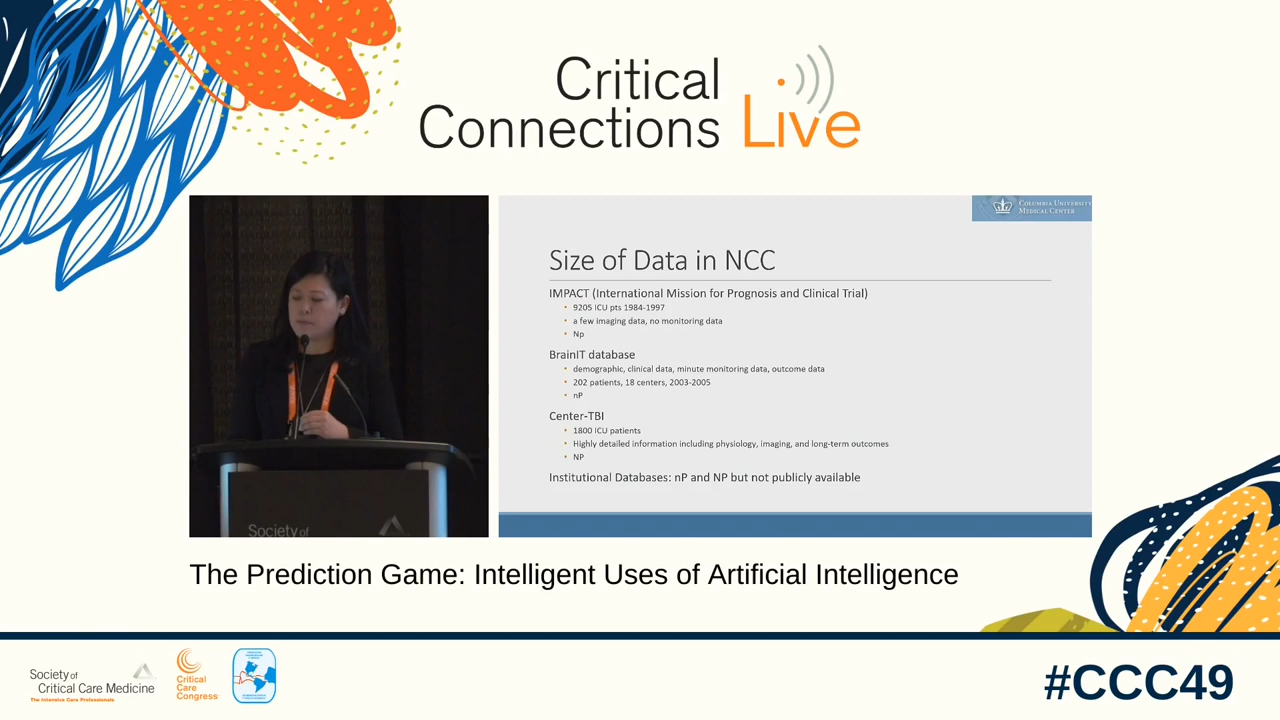 Critical
Connections Live
COLUMBIA UNIVERSITY
MEDICAL CENTER
Size of Data in NCC
IMPACT (International Mission for Prognosis and Clinical Trial)
• 9205 ICU pts 1984-1997
• a few imaging data, no monitoring data
• Np
BrainIT database
• demographic, clinical data, minute monitoring data, outcome data
• 202 patients, 18 centers, 2003-2005
• nP
Center-TBI
• 1800 ICU patients
• Highly detailed information including physiology, imaging, and long-term outcomes
• NP
Institutional Databases: nP and NP but not publicly available
Society of
The Prediction Game: Intelligent Uses of Artificial Intelligence
Society of
Critical Care Medicine
The Intensive Care Professionals
Critical
Care
Congress
#CCC49